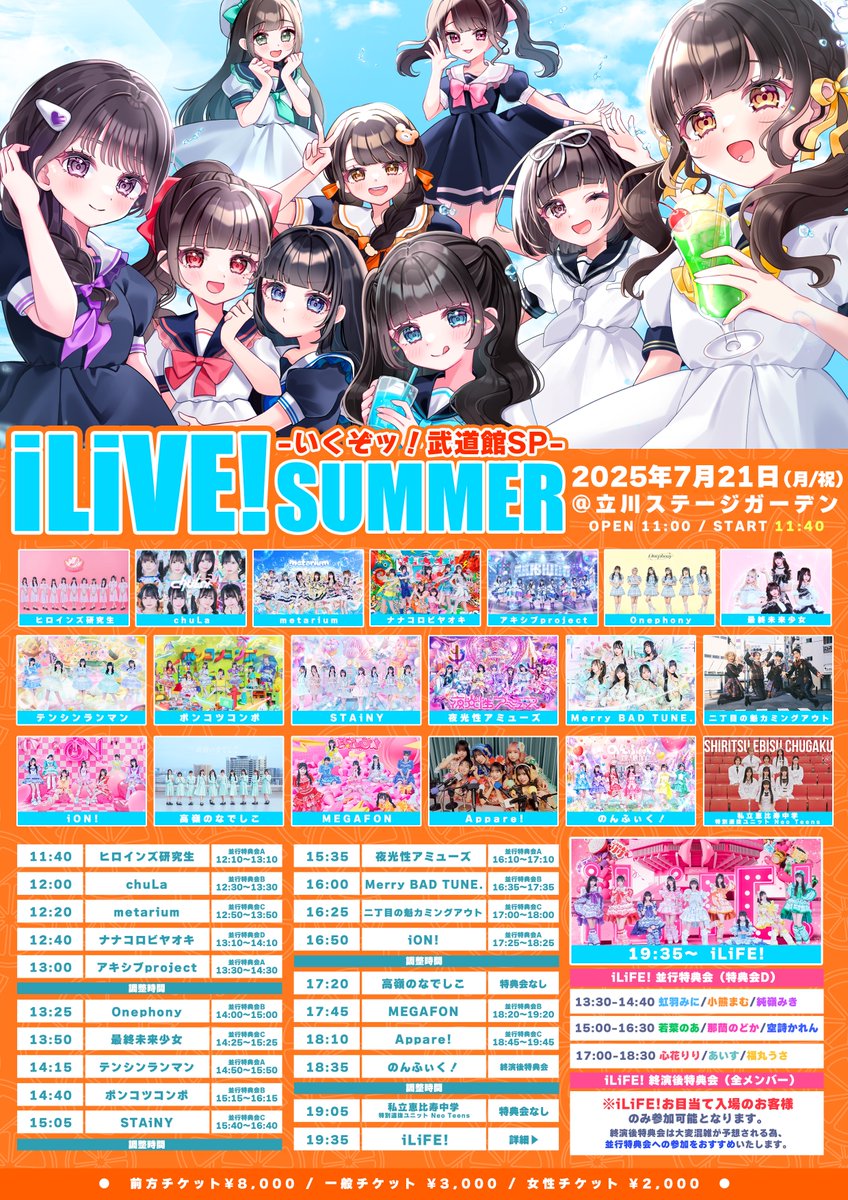 -いくぞッ！武道館SP-
iLiVE! SUMMER
2025年7月21日(月/祝)
@立川ステージガーデン
OPEN 11:00 / START 11:40
ヒロインズ研究生
chuLa
metarium
ナナコロビヤオキ
アキシブproject
Onephony
最終未来少女
テンシンランマン
ポンコツコンポ
STAiNY
夜光性アミューズ
Merry BAD TUNE.
二丁目の魁カミングアウト
iON!
高嶺のなでしこ
MEGAFON
Appare!
のんふぃく！
SHIRITSU EBISU CHUGAKU
私立恵比寿中学
特別選抜ユニット Neo Teens
11:40 ヒロインズ研究生 並行特典会A 12:10~13:10
12:00 chuLa 並行特典会B 12:30~13:30
12:20 metarium 並行特典会C 12:50~13:50
12:40 ナナコロビヤオキ 並行特典会D 13:10~14:10
13:00 アキシブproject 並行特典会A 13:30~14:30
調整時間
13:25 Onephony 並行特典会B 14:00~15:00
13:50 最終未来少女 並行特典会C 14:25~15:25
14:15 テンシンランマン 並行特典会A 14:50~15:50
14:40 ポンコツコンポ 並行特典会B 15:15~16:15
15:05 STAiNY 並行特典会C 15:40~16:40
調整時間
15:35 夜光性アミューズ 並行特典会A 16:10~17:10
16:00 Merry BAD TUNE. 並行特典会B 16:35~17:35
16:25 二丁目の魁カミングアウト 並行特典会C 17:00~18:00
16:50 iON! 並行特典会A 17:25~18:25
調整時間
17:20 高嶺のなでしこ 特典会なし
17:45 MEGAFON 並行特典会B 18:20~19:20
18:10 Appare! 並行特典会C 18:45~19:45
18:35 のんふぃく！ 終演後特典会
調整時間
19:05 私立恵比寿中学 特別選抜ユニット Neo Teens 特典会なし
19:35 iLiFE! 詳細▶
19:35~ iLiFE!
iLiFE! 並行特典会（特典会D）
13:30-14:40 虹羽みに/小熊まむ/純嶺みき
15:00-16:30 若葉のあ/那蘭のどか/空詩かれん
17:00-18:30 心花りり/あいす/福丸うさ
iLiFE! 終演後特典会（全メンバー）
※iLiFE!お目当て入場のお客様
のみ参加可能となります。
終演後特典会は大変混雑が予想される為、
並行特典会への参加をおすすめいたします。
● 前方チケット¥8,000 / 一般チケット ¥3,000 / 女性チケット ¥2,000 ●